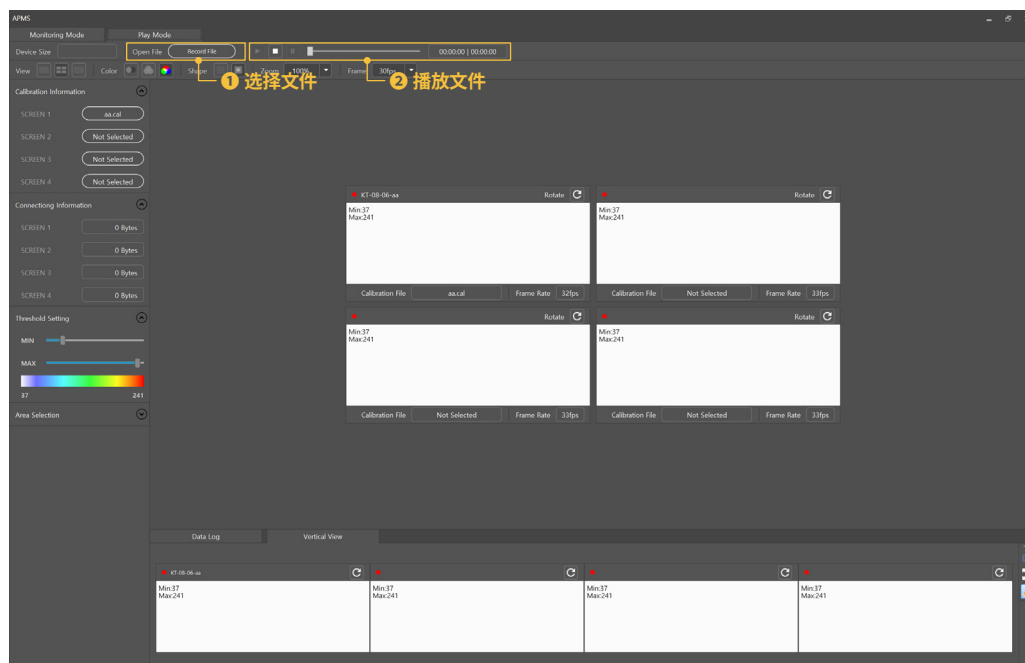 APMS
Monitoring Mode Play Mode
Device Size Open File Record File 00:00:00 | 00:00:00
View Color Shape Zoom 100% Frame 30fps
1 选择文件 2 播放文件
Calibration Information
SCREEN 1 aa.cal
SCREEN 2 Not Selected
SCREEN 3 Not Selected
SCREEN 4 Not Selected
Connectiong Information
SCREEN 1 0 Bytes
SCREEN 2 0 Bytes
SCREEN 3 0 Bytes
SCREEN 4 0 Bytes
Threshold Setting
MIN
MAX
37 241
Area Selection
KT-08-06-aa Rotate
Min:37
Max:241
Calibration File aa.cal Frame Rate 32fps
Rotate
Min:37
Max:241
Calibration File Not Selected Frame Rate 33fps
Rotate
Min:37
Max:241
Calibration File Not Selected Frame Rate 33fps
Rotate
Min:37
Max:241
Calibration File Not Selected Frame Rate 33fps
Data Log Vertical View
KT-08-06-aa
Min:37
Max:241
Min:37
Max:241
Min:37
Max:241
Min:37
Max:241